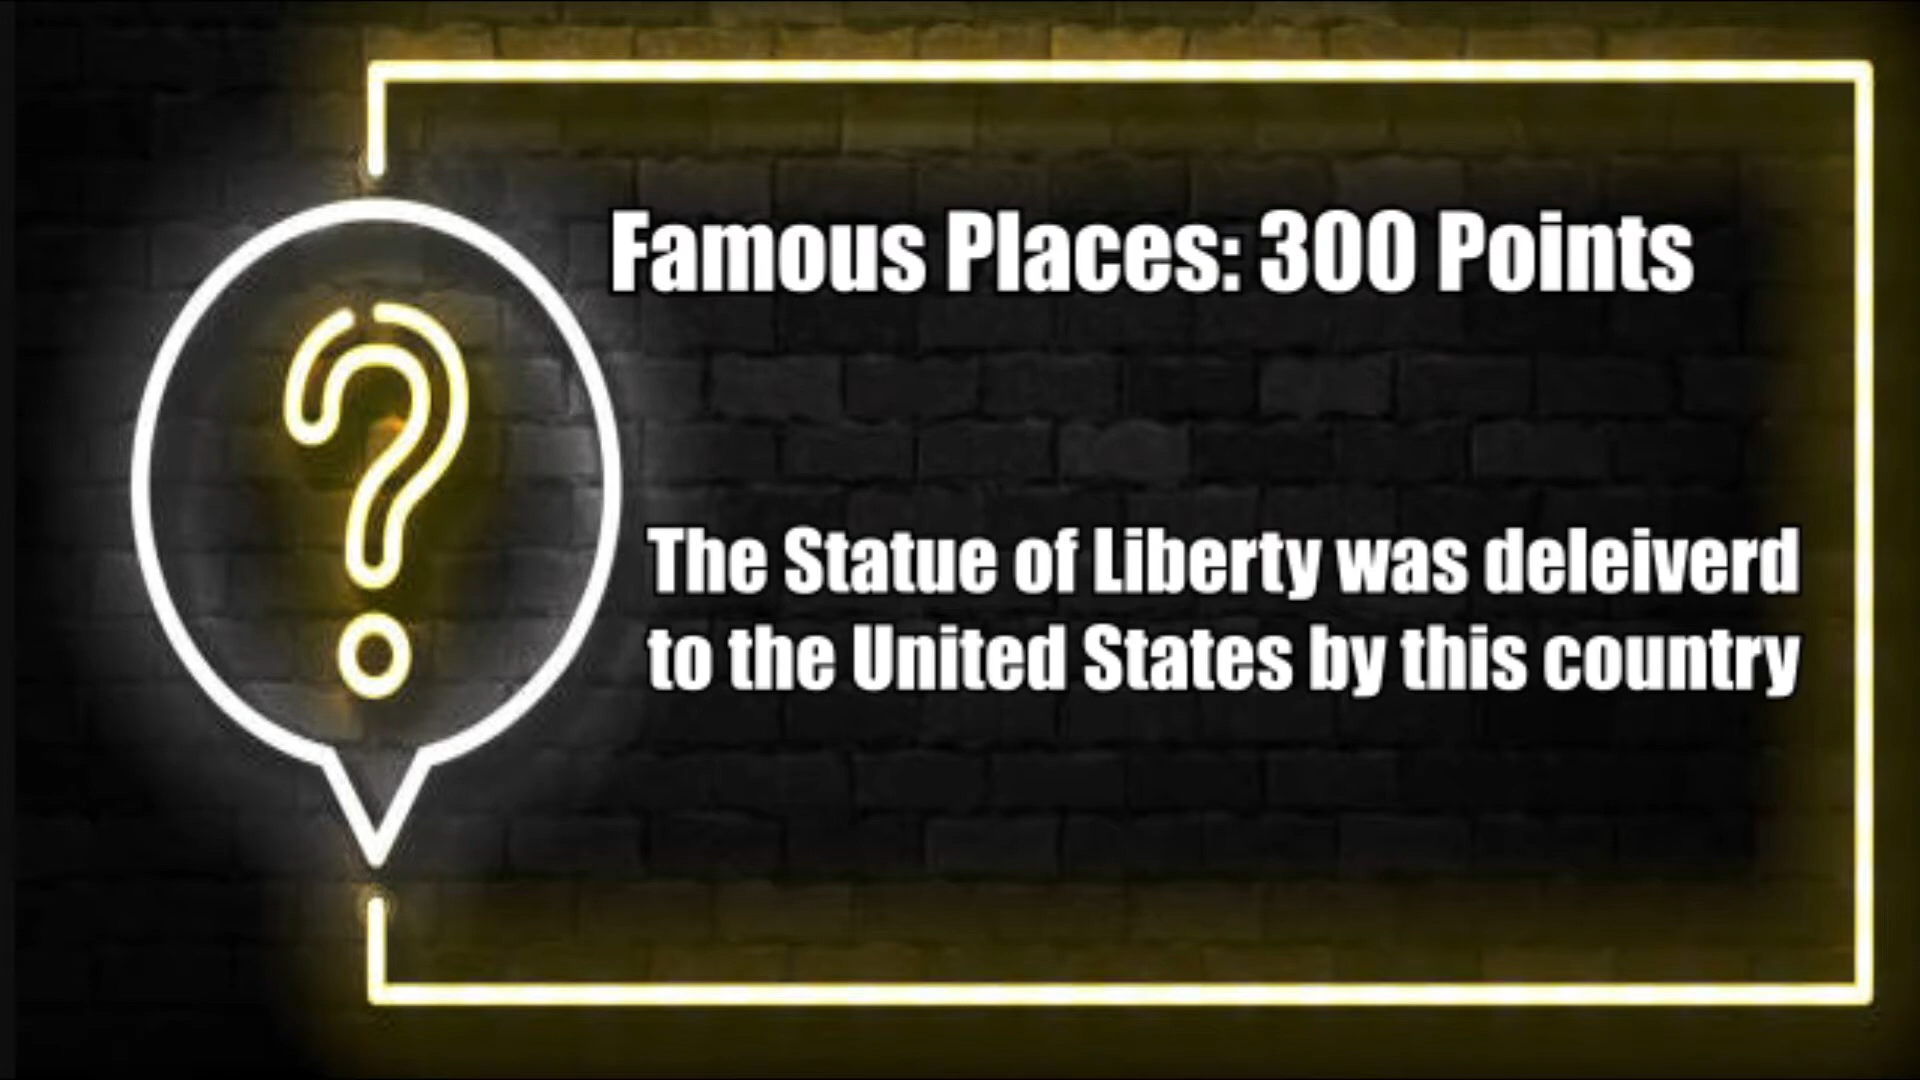 Famous Places: 300 Points
The Statue of Liberty was deleiverd
to the United States by this country